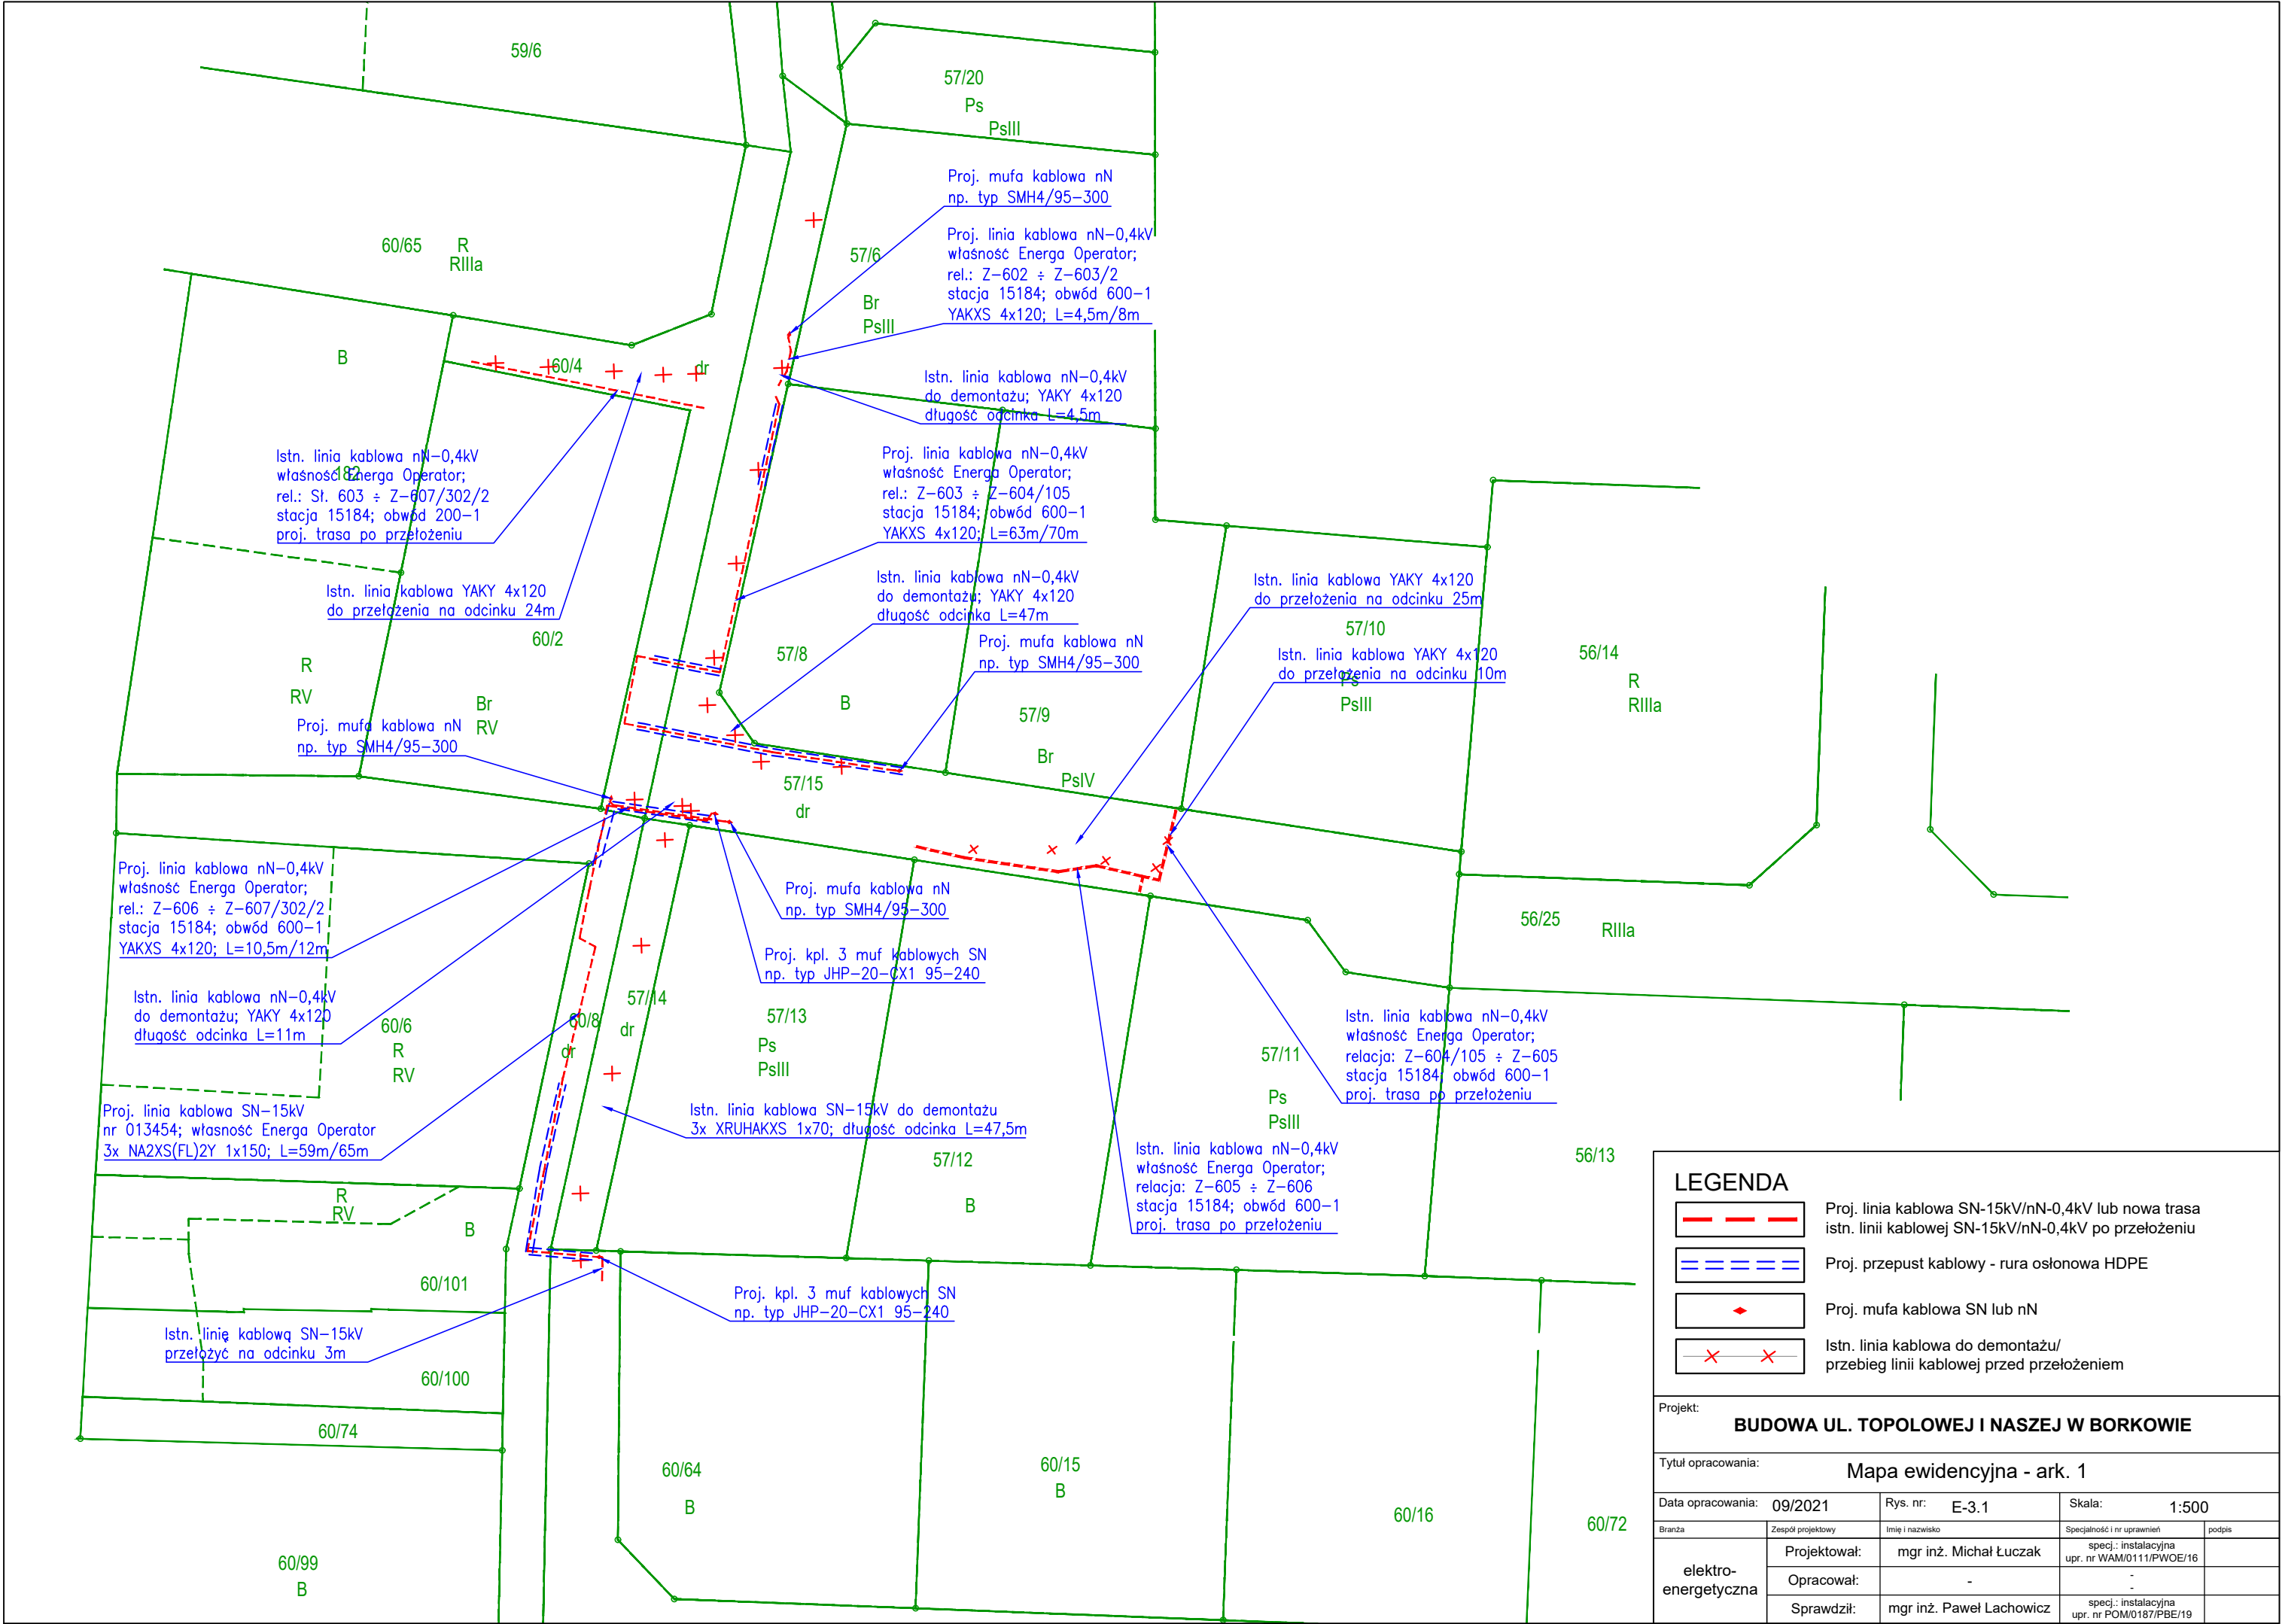 59/6
57/20
Ps
PsIII
Proj. mufa kablowa nN
np. typ SMH4/95-300
60/65
R
RIIIa
57/6
Br
PsIII
Proj. linia kablowa nN-0,4kV
własność Energa Operator;
rel.: Z-602 ÷ Z-603/2
stacja 15184; obwód 600-1
YAKXS 4x120; L=4,5m/8m
B
60/4
dr
Istn. linia kablowa nN-0,4kV
do demontażu; YAKY 4x120
długość odcinka L=4,5m
Istn. linia kablowa nN-0,4kV
własność Energa Operator;
rel.: Sł. 603 ÷ Z-607/302/2
stacja 15184; obwód 200-1
proj. trasa po przełożeniu
182
Proj. linia kablowa nN-0,4kV
własność Energa Operator;
rel.: Z-603 ÷ Z-604/105
stacja 15184; obwód 600-1
YAKXS 4x120; L=63m/70m
Istn. linia kablowa YAKY 4x120
do przełożenia na odcinku 24m
Istn. linia kablowa nN-0,4kV
do demontażu; YAKY 4x120
długość odcinka L=47m
Istn. linia kablowa YAKY 4x120
do przełożenia na odcinku 25m
60/2
57/8
B
Proj. mufa kablowa nN
np. typ SMH4/95-300
57/10
Istn. linia kablowa YAKY 4x120
do przełożenia na odcinku 10m
Ps
PsIII
56/14
R
RIIIa
R
RV
Br
RV
Proj. mufa kablowa nN
np. typ SMH4/95-300
57/9
Br
PsIV
57/15
dr
Proj. linia kablowa nN-0,4kV
własność Energa Operator;
rel.: Z-606 ÷ Z-607/302/2
stacja 15184; obwód 600-1
YAKXS 4x120; L=10,5m/12m
Proj. mufa kablowa nN
np. typ SMH4/95-300
56/25
RIIIa
Proj. kpl. 3 muf kablowych SN
np. typ JHP-20-CX1 95-240
Istn. linia kablowa nN-0,4kV
do demontażu; YAKY 4x120
długość odcinka L=11m
60/6
R
RV
60/8
dr
57/14
dr
57/13
Ps
PsIII
57/11
Ps
PsIII
Istn. linia kablowa nN-0,4kV
własność Energa Operator;
relacja: Z-604/105 ÷ Z-605
stacja 15184; obwód 600-1
proj. trasa po przełożeniu
Proj. linia kablowa SN-15kV
nr 013454; własność Energa Operator
3x NA2XS(FL)2Y 1x150; L=59m/65m
Istn. linia kablowa SN-15kV do demontażu
3x XRUHAKXS 1x70; długość odcinka L=47,5m
Istn. linia kablowa nN-0,4kV
własność Energa Operator;
relacja: Z-605 ÷ Z-606
stacja 15184; obwód 600-1
proj. trasa po przełożeniu
57/12
B
56/13
R
RV
B
60/101
Proj. kpl. 3 muf kablowych SN
np. typ JHP-20-CX1 95-240
Istn. linię kablową SN-15kV
przełożyć na odcinku 3m
60/100
60/74
60/64
B
60/15
B
60/16
60/72
60/99
B
LEGENDA
Proj. linia kablowa SN-15kV/nN-0,4kV lub nowa trasa
istn. linii kablowej SN-15kV/nN-0,4kV po przełożeniu
Proj. przepust kablowy - rura osłonowa HDPE
Proj. mufa kablowa SN lub nN
Istn. linia kablowa do demontażu/
przebieg linii kablowej przed przełożeniem
Projekt:
BUDOWA UL. TOPOLOWEJ I NASZEJ W BORKOWIE
Tytuł opracowania:
Mapa ewidencyjna - ark. 1
Data opracowania: 09/2021 Rys. nr: E-3.1 Skala: 1:500
Branża Zespół projektowy Imię i nazwisko Specjalność i nr uprawnień podpis
elektro-
energetyczna
Projektował: mgr inż. Michał Łuczak
specj.: instalacyjna
upr. nr WAM/0111/PWOE/16
Opracował: -
-
-
Sprawdził: mgr inż. Paweł Lachowicz
specj.: instalacyjna
upr. nr POM/0187/PBE/19